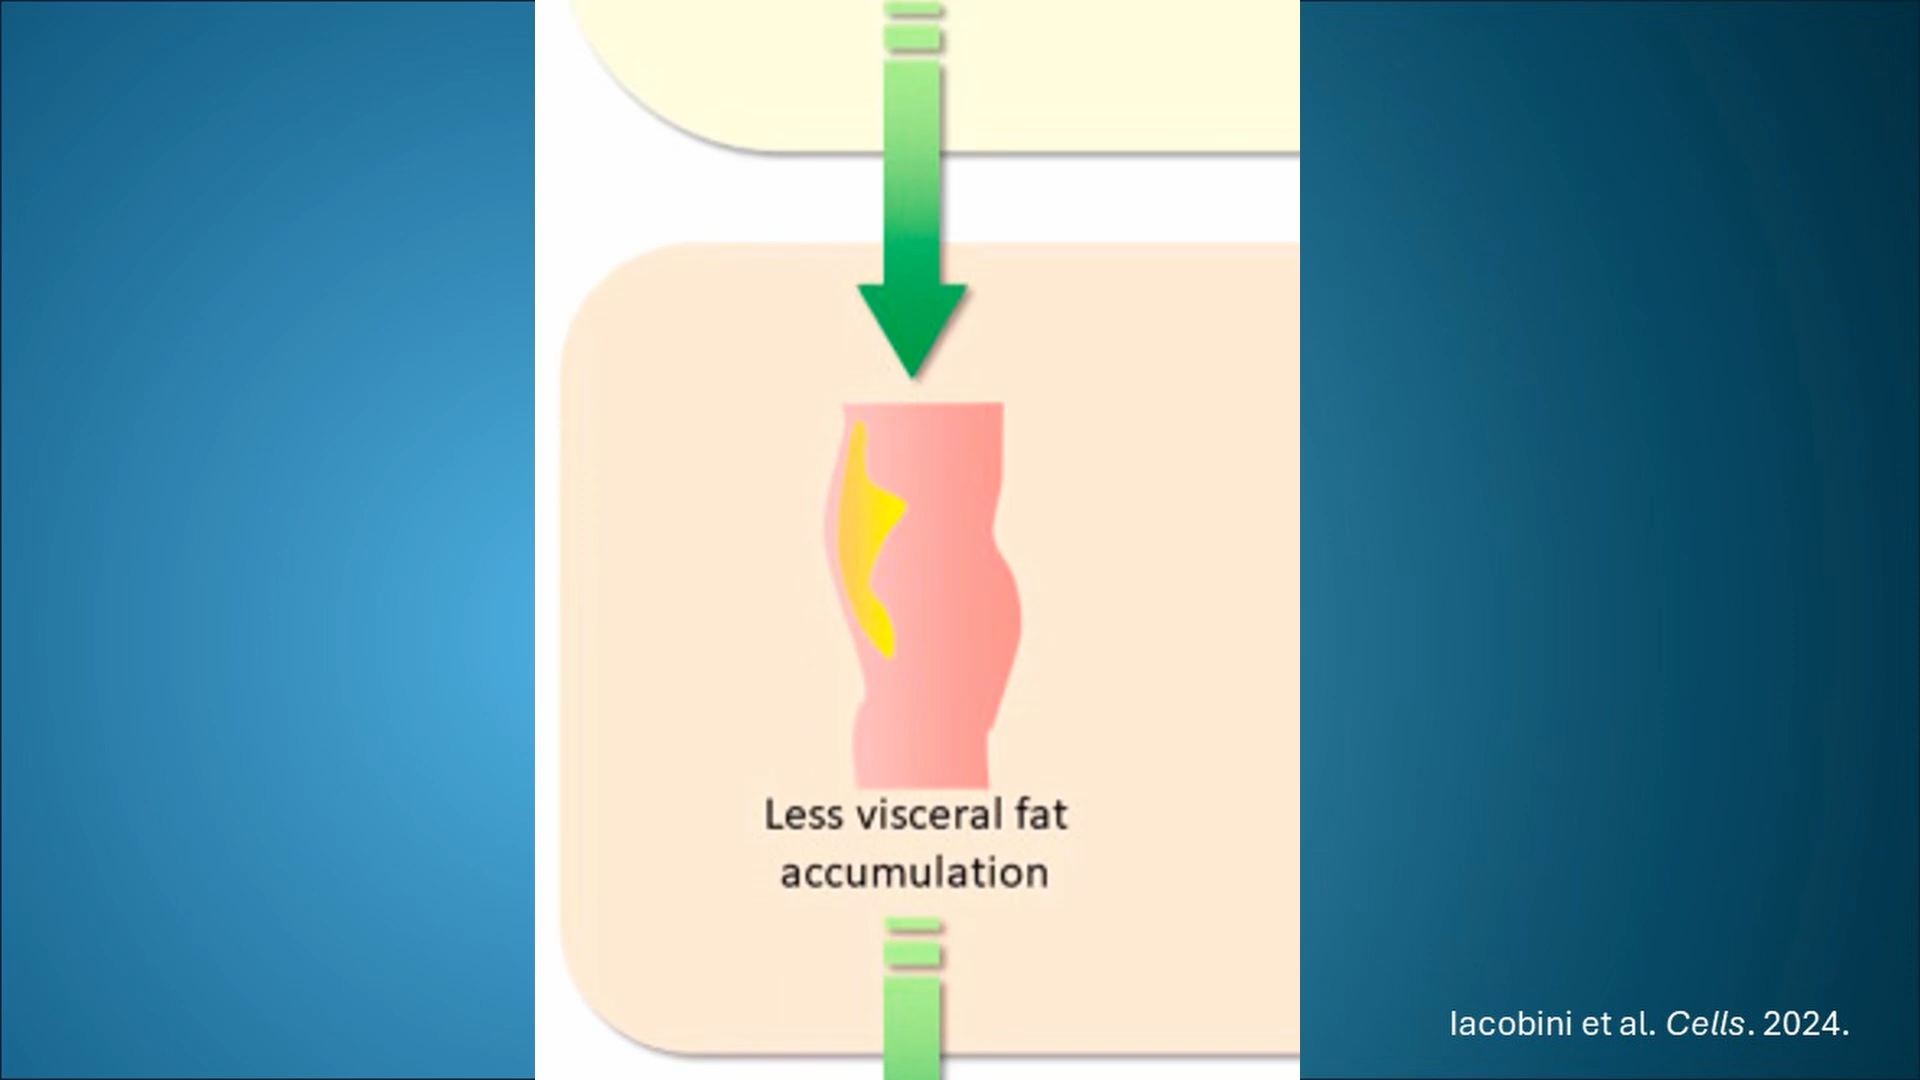 Less visceral fat
accumulation
Iacobini et al. Cells. 2024.